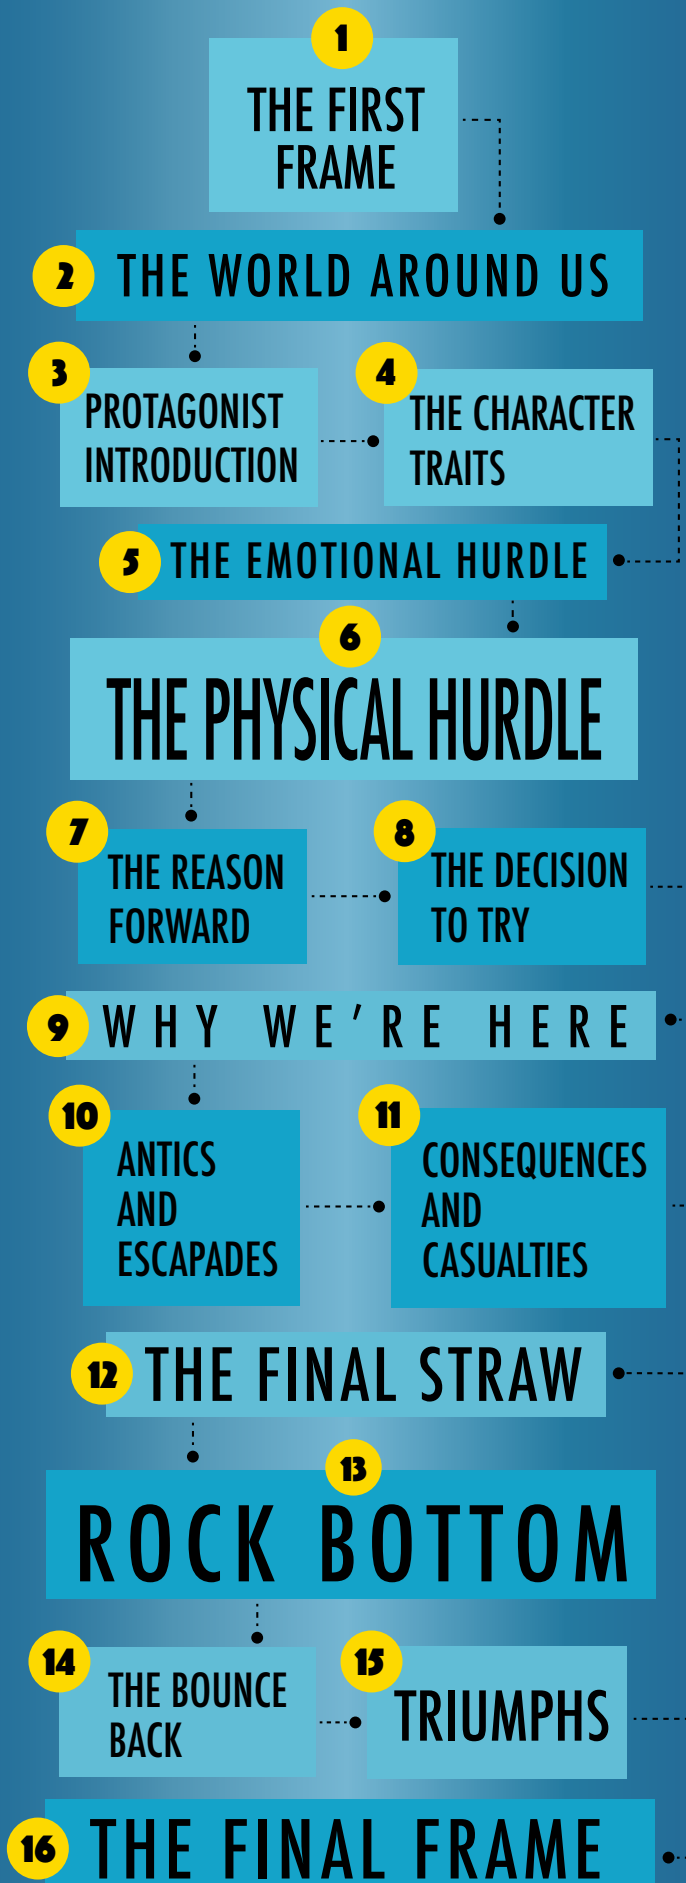 1
THE FIRST
FRAME
2
THE WORLD AROUND US
3
PROTAGONIST
INTRODUCTION
4
THE CHARACTER
TRAITS
5
THE EMOTIONAL HURDLE
6
THE PHYSICAL HURDLE
7
THE REASON
FORWARD
8
THE DECISION
TO TRY
9
WHY WE'RE HERE
10
ANTICS
AND
ESCAPADES
11
CONSEQUENCES
AND
CASUALTIES
12
THE FINAL STRAW
13
ROCK BOTTOM
14
THE BOUNCE
BACK
15
TRIUMPHS
16
THE FINAL FRAME